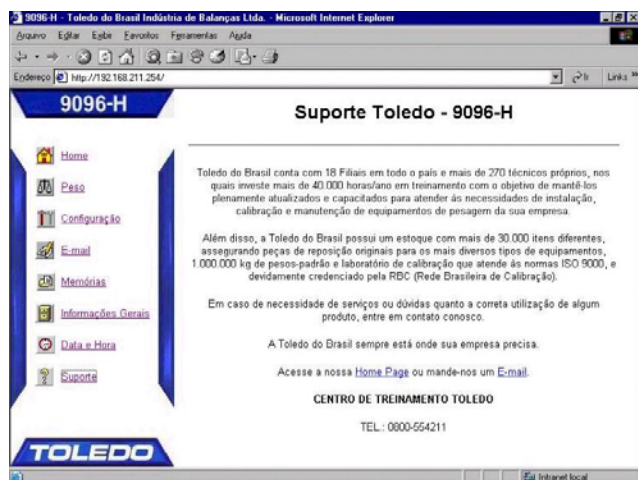 9096-H - Toledo do Brasil Indústria de Balanças Ltda. - Microsoft Internet Explorer
Arquivo Editar Exibir Favoritos Ferramentas Ajuda
Endereço http://192.168.211.254/ Ir Links »
9096-H
Home
Peso
Configuração
E-mail
Memórias
Informações Gerais
Data e Hora
Suporte
TOLEDO
Suporte Toledo - 9096-H
Toledo do Brasil conta com 18 Filiais em todo o país e mais de 270 técnicos próprios, nos
quais investe mais de 40.000 horas/ano em treinamento com o objetivo de mantê-los
plenamente atualizados e capacitados para atender às necessidades de instalação,
calibração e manutenção de equipamentos de pesagem da sua empresa.
Além disso, a Toledo do Brasil possui um estoque com mais de 30.000 itens diferentes,
assegurando peças de reposição originais para os mais diversos tipos de equipamentos,
1.000.000 kg de pesos-padrão e laboratório de calibração que atende às normas ISO 9000, e
devidamente credenciado pela RBC (Rede Brasileira de Calibração).
Em caso de necessidade de serviços ou dúvidas quanto a correta utilização de algum
produto, entre em contato conosco.
A Toledo do Brasil sempre está onde sua empresa precisa.
Acesse a nossa Home Page ou mande-nos um E-mail.
CENTRO DE TREINAMENTO TOLEDO
TEL.: 0800-554211
Intranet local